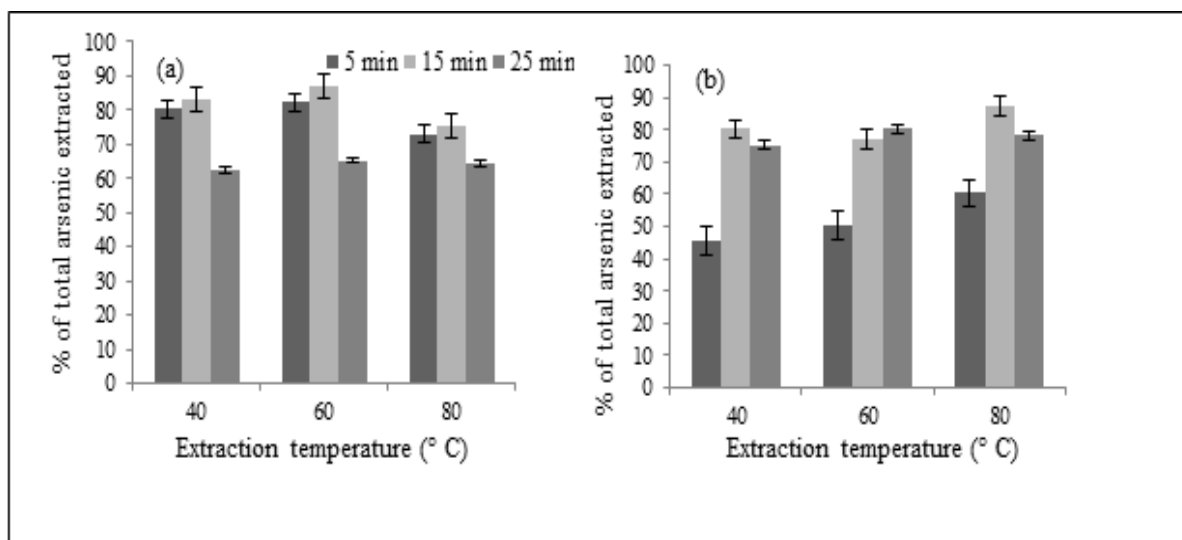 % of total arsenic extracted
100
90
80
70
60
50
40
30
20
10
0
(a)
5 min 15 min 25 min
40 60 80
Extraction temperature (° C)
% of total arsenic extracted
100
90
80
70
60
50
40
30
20
10
0
(b)
40 60 80
Extraction temperature (° C)